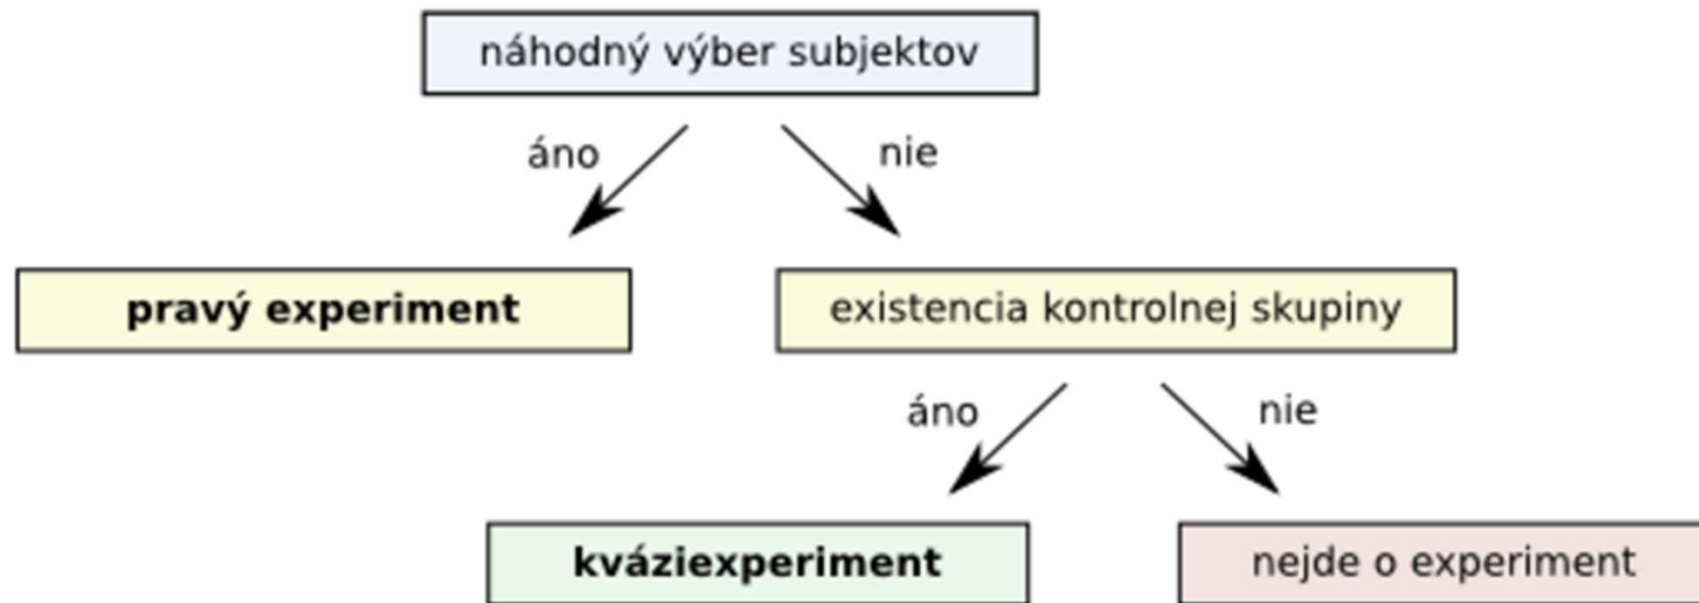 náhodný výber subjektov
áno
nie
pravý experiment
existencia kontrolnej skupiny
áno
nie
kváziexperiment
nejde o experiment